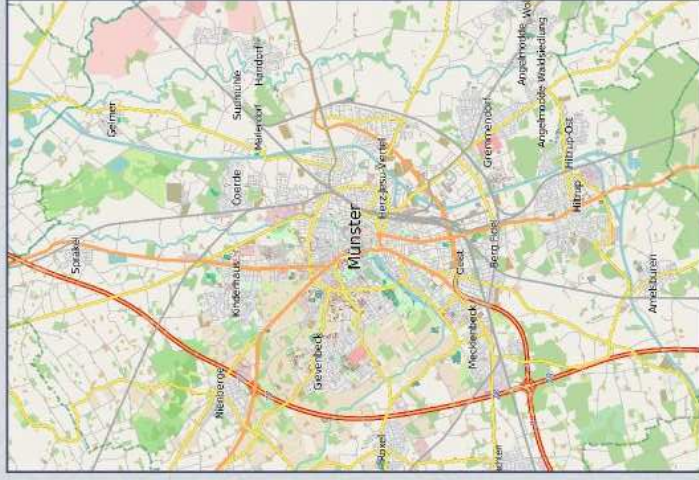 Sprakel
Gelmer
Nienberge
Kinderhaus
Coerde
Sudmühle
Mariendorf
Handorf
Gievenbeck
Münster
Roxel
Herz-Jesu-Viertel
Geist
Mecklenbeck
Gremmendorf
Berg Fidel
Angelmodde
Angelmodde-Waldsiedlung
Hiltrup-Ost
Hiltrup
Amelsbüren